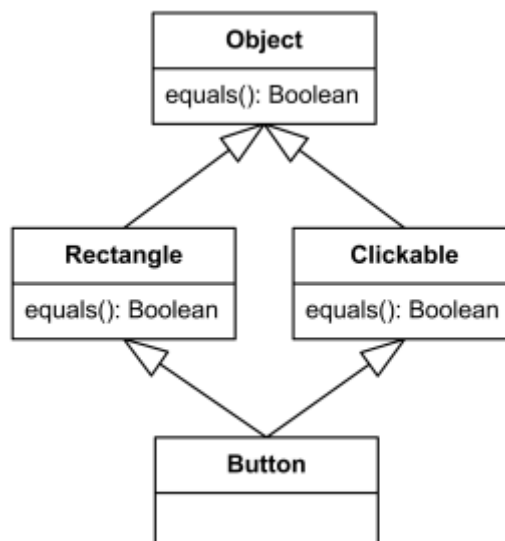 Object
equals(): Boolean
Rectangle
equals(): Boolean
Clickable
equals(): Boolean
Button